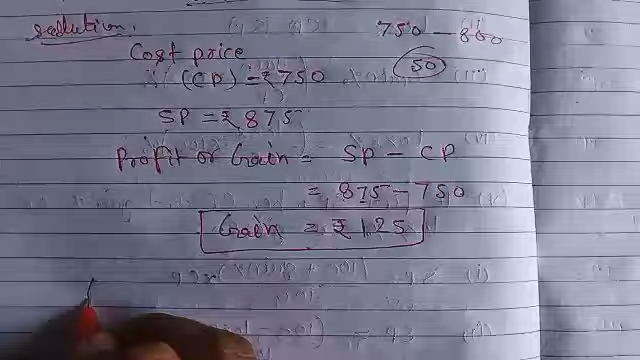 solution.
750 - 800
50
Cost price
(CP) = ₹750
SP = ₹875
Profit or Gain = SP - CP
= 875 - 750
Gain = ₹125